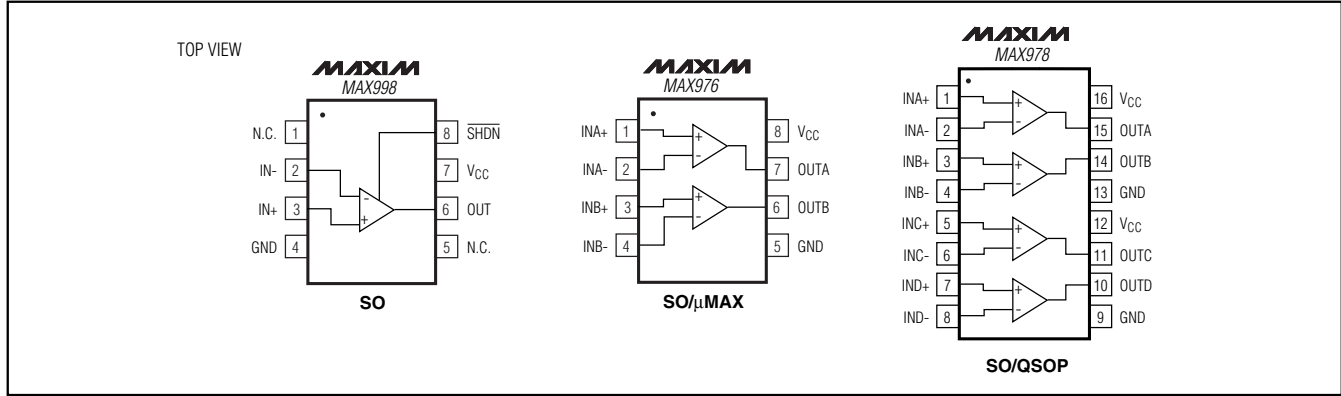 TOP VIEW
MAXIM
MAX998
N.C. 1
IN- 2
IN+ 3
GND 4
8 SHDN
7 VCC
6 OUT
5 N.C.
- +
SO
MAXIM
MAX976
INA+ 1
INA- 2
INB+ 3
INB- 4
8 VCC
7 OUTA
6 OUTB
5 GND
+ -
+ -
SO/µMAX
MAXIM
MAX978
INA+ 1
INA- 2
INB+ 3
INB- 4
INC+ 5
INC- 6
IND+ 7
IND- 8
16 VCC
15 OUTA
14 OUTB
13 GND
12 VCC
11 OUTC
10 OUTD
9 GND
+ -
+ -
+ -
+ -
SO/QSOP